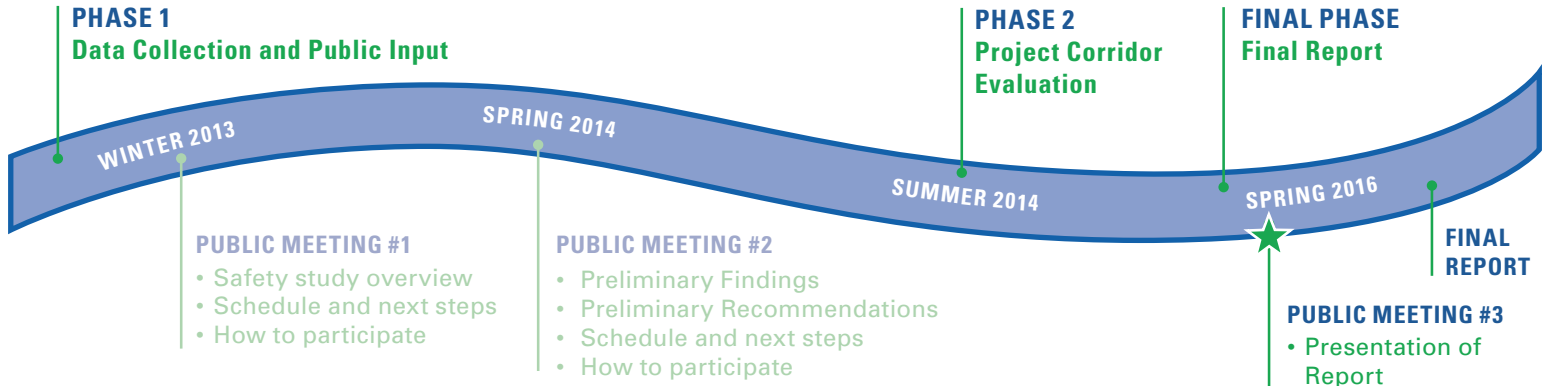 PHASE 1
Data Collection and Public Input
PHASE 2
Project Corridor
Evaluation
FINAL PHASE
Final Report
WINTER 2013
SPRING 2014
SUMMER 2014
SPRING 2016
PUBLIC MEETING #1
• Safety study overview
• Schedule and next steps
• How to participate
PUBLIC MEETING #2
• Preliminary Findings
• Preliminary Recommendations
• Schedule and next steps
• How to participate
FINAL
REPORT
PUBLIC MEETING #3
• Presentation of
Report